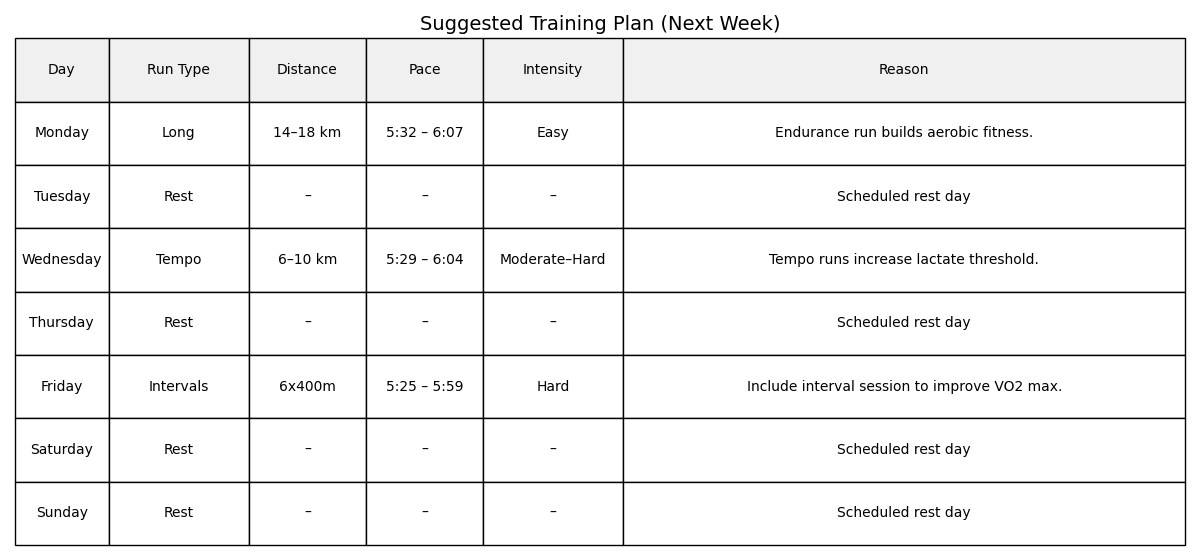 Suggested Training Plan (Next Week)
Day Run Type Distance Pace Intensity Reason
Monday Long 14–18 km 5:32 – 6:07 Easy Endurance run builds aerobic fitness.
Tuesday Rest – – – Scheduled rest day
Wednesday Tempo 6–10 km 5:29 – 6:04 Moderate–Hard Tempo runs increase lactate threshold.
Thursday Rest – – – Scheduled rest day
Friday Intervals 6x400m 5:25 – 5:59 Hard Include interval session to improve VO2 max.
Saturday Rest – – – Scheduled rest day
Sunday Rest – – – Scheduled rest day